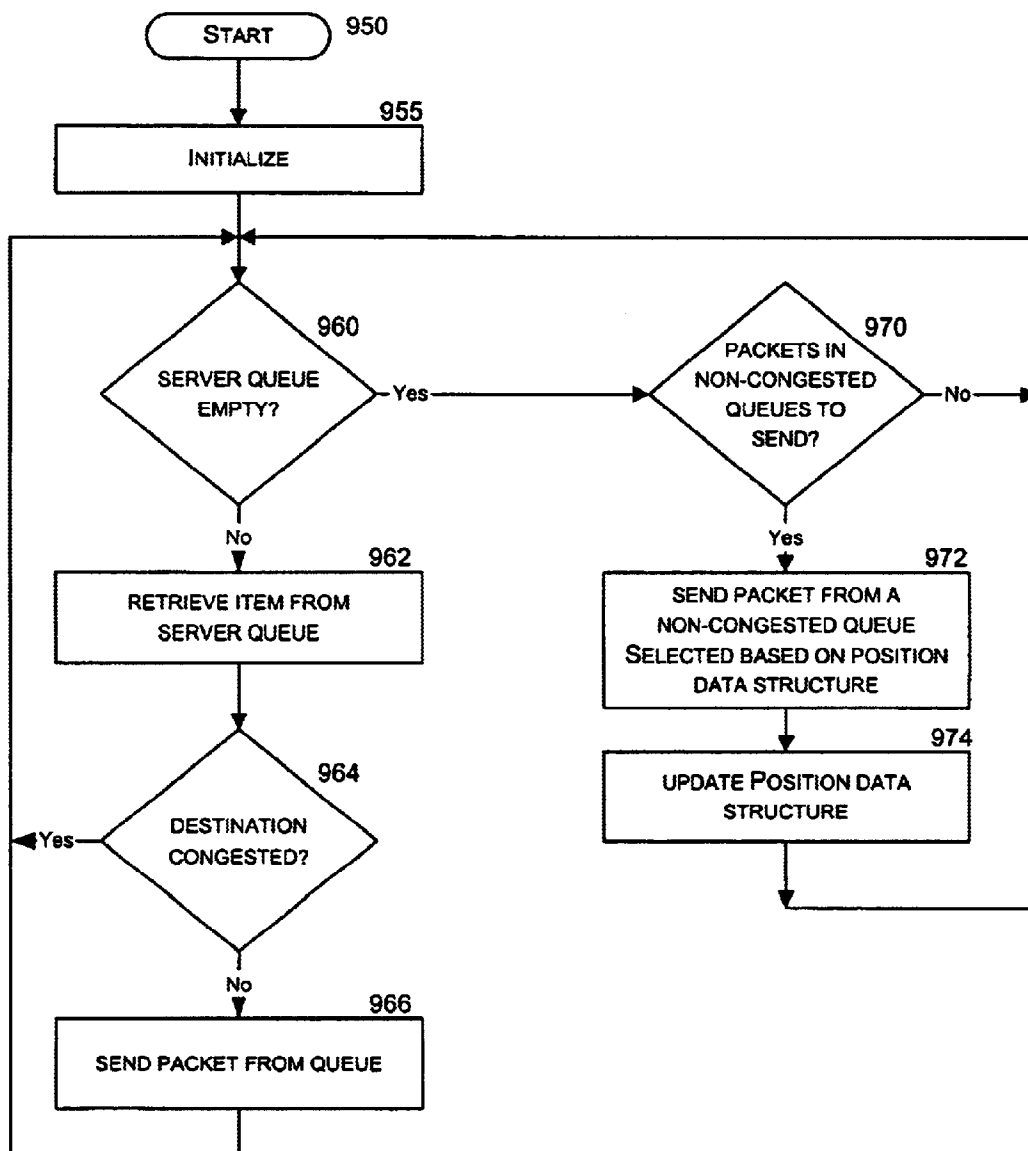 START
950
955
INITIALIZE
960
SERVER QUEUE
EMPTY?
Yes
970
PACKETS IN
NON-CONGESTED
QUEUES TO
SEND?
No
No
962
RETRIEVE ITEM FROM
SERVER QUEUE
Yes
972
SEND PACKET FROM A
NON-CONGESTED QUEUE
SELECTED BASED ON POSITION
DATA STRUCTURE
964
DESTINATION
CONGESTED?
Yes
974
UPDATE POSITION DATA
STRUCTURE
No
966
SEND PACKET FROM QUEUE